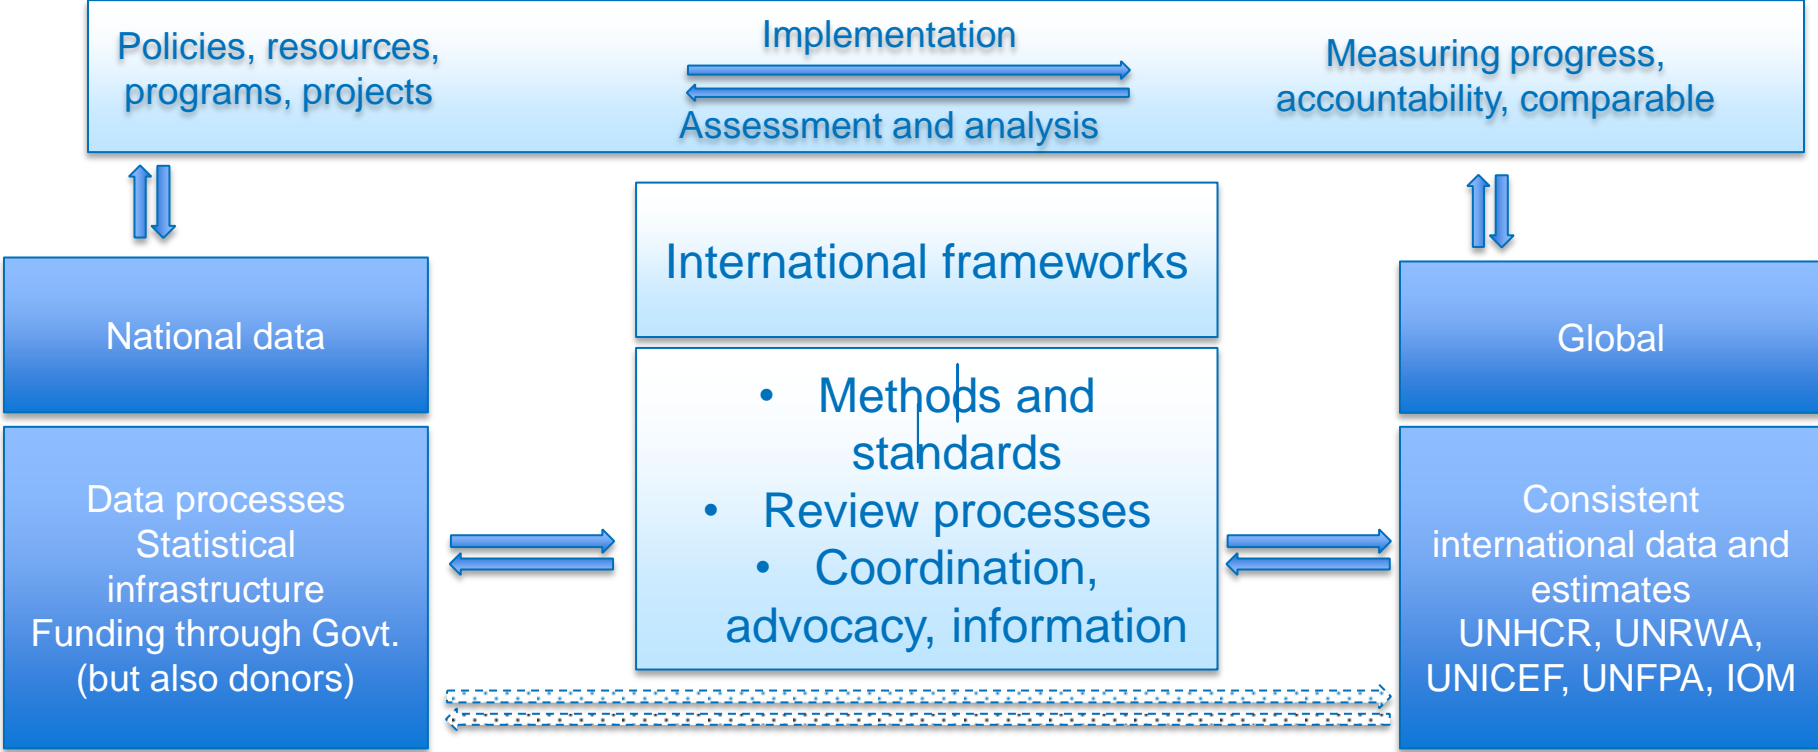 Policies, resources,
programs, projects
Implementation
Assessment and analysis
Measuring progress,
accountability, comparable
International frameworks
National data
Global
• Methods and
standards
• Review processes
• Coordination,
advocacy, information
Data processes
Statistical
infrastructure
Funding through Govt.
(but also donors)
Consistent
international data and
estimates
UNHCR, UNRWA,
UNICEF, UNFPA, IOM